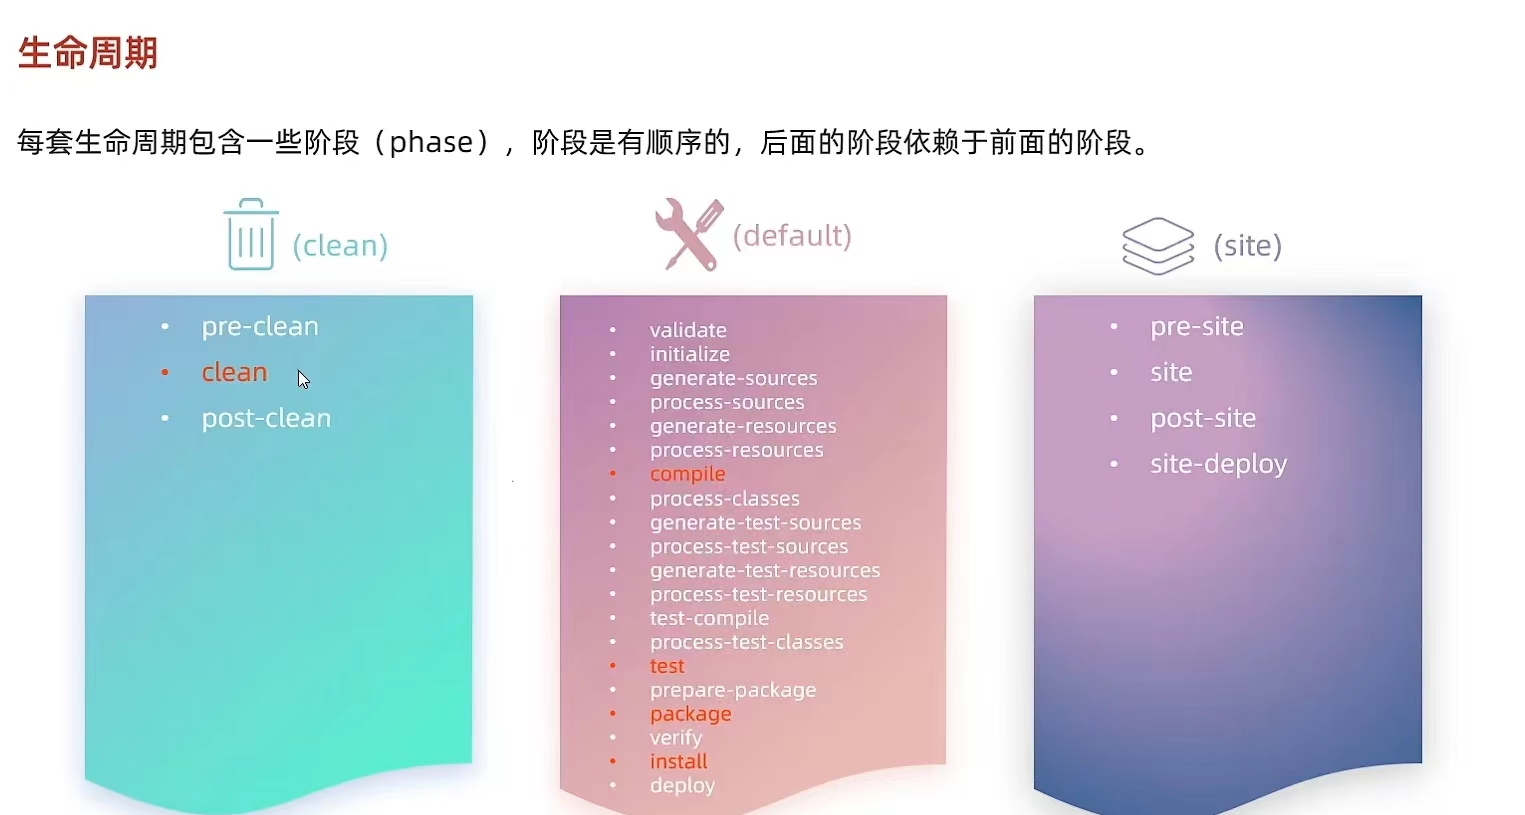 生命周期
每套生命周期包含一些阶段（phase），阶段是有顺序的，后面的阶段依赖于前面的阶段。
(clean)
• pre-clean
• clean
• post-clean
(default)
• validate
• initialize
• generate-sources
• process-sources
• generate-resources
• process-resources
• compile
• process-classes
• generate-test-sources
• process-test-sources
• generate-test-resources
• process-test-resources
• test-compile
• process-test-classes
• test
• prepare-package
• package
• verify
• install
• deploy
(site)
• pre-site
• site
• post-site
• site-deploy